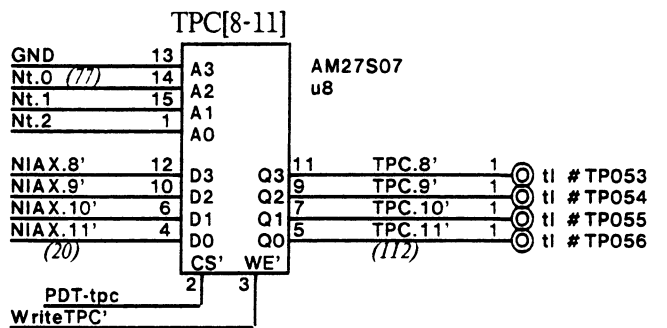 TPC[8-11]
GND 13 A3 AM27S07
Nt.0 (77) 14 A2 u8
Nt.1 15 A1
Nt.2 1 A0
NIAX.8' 12 D3 Q3 11 TPC.8' 1 tl #TP053
NIAX.9' 10 D2 Q2 9 TPC.9' 1 tl #TP054
NIAX.10' 6 D1 Q1 7 TPC.10' 1 tl #TP055
NIAX.11' 4 D0 Q0 5 TPC.11' 1 tl #TP056
(20) (112)
CS' WE'
2 3
PDT-tpc
WriteTPC'